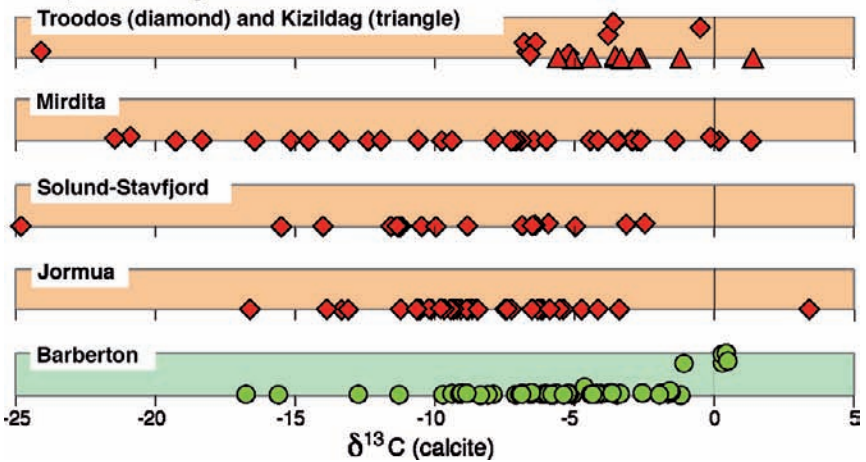 Troodos (diamond) and Kizildag (triangle)
Mirdita
Solund-Stavfjord
Jormua
Barberton
-25 -20 -15 -10 -5 0 5
δ¹³C (calcite)